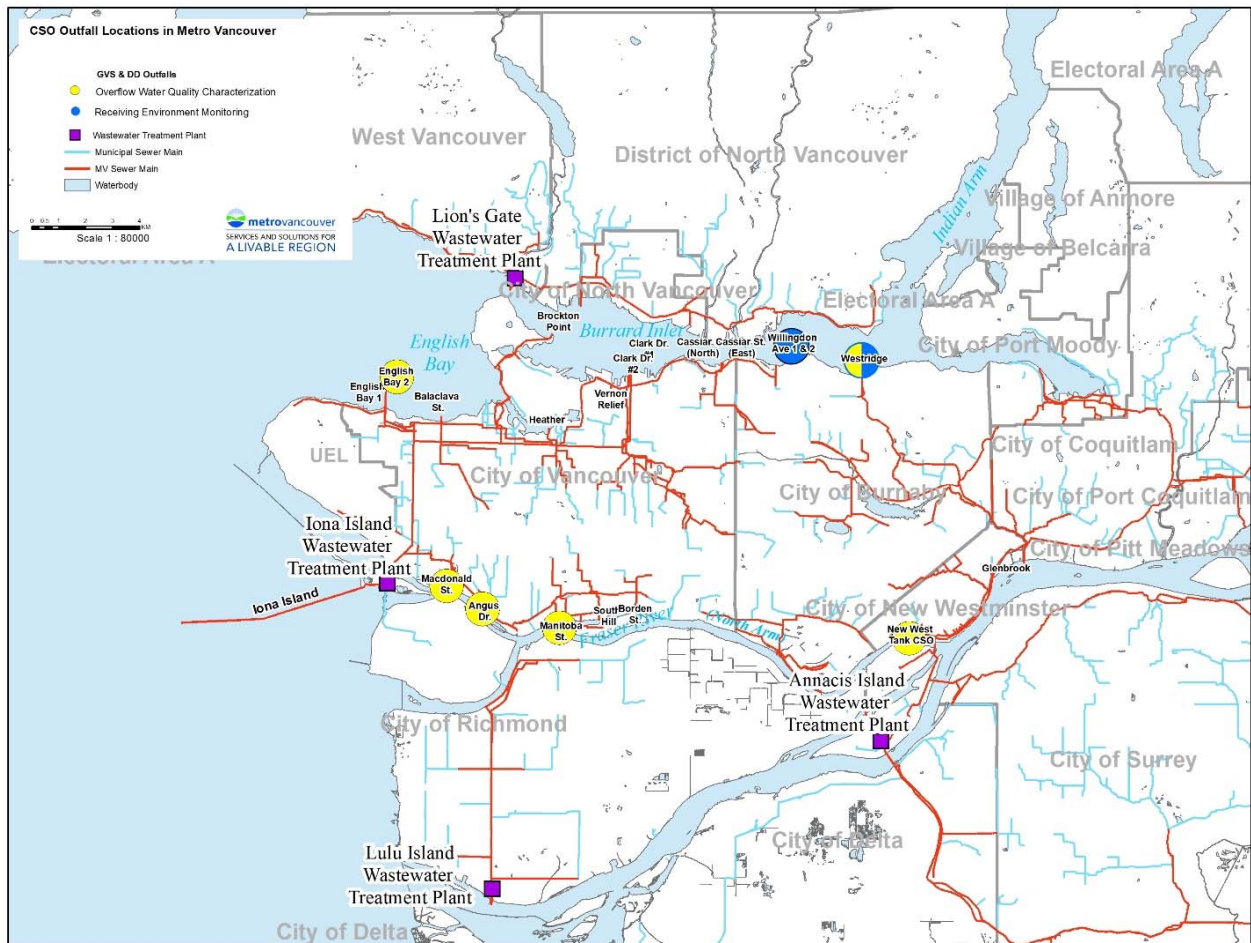 CSO Outfall Locations in Metro Vancouver
GVS & DD Outfalls
Overflow Water Quality Characterization
Receiving Environment Monitoring
Wastewater Treatment Plant
Municipal Sewer Main
MV Sewer Main
Waterbody
0 0.5 1 2 3 4
KM
Scale 1 : 80000
metrovancouver
SERVICES AND SOLUTIONS FOR
A LIVABLE REGION
Electoral Area A
West Vancouver
District of North Vancouver
Electoral Area A
Indian Arm
Village of Anmore
Village of Belcarra
Lion's Gate
Wastewater
Treatment Plant
City of North Vancouver
Electoral Area A
Brockton
Point
Burrard Inlet
English
Bay
Clark Dr.
#1
Clark Dr.
#2
Cassiar
(North)
Cassiar St.
(East)
Willingdon
Ave 1 & 2
Westridge
City of Port Moody
English
Bay 2
English
Bay 1
Balaclava
St.
Heather
Vernon
Relief
UEL
City of Vancouver
City of Burnaby
City of Coquitlam
City of Port Coquitlam
City of Pitt Meadows
Iona Island
Wastewater
Treatment Plant
Iona Island
Macdonald
St.
Angus
Dr.
Manitoba
St.
South
Hill
Borden
St.
Fraser River
(North Arm)
Glenbrook
City of New Westminster
New West
Tank CSO
Annacis Island
Wastewater
Treatment Plant
City of Richmond
City of Surrey
City of Delta
Lulu Island
Wastewater
Treatment Plant
City of Delta